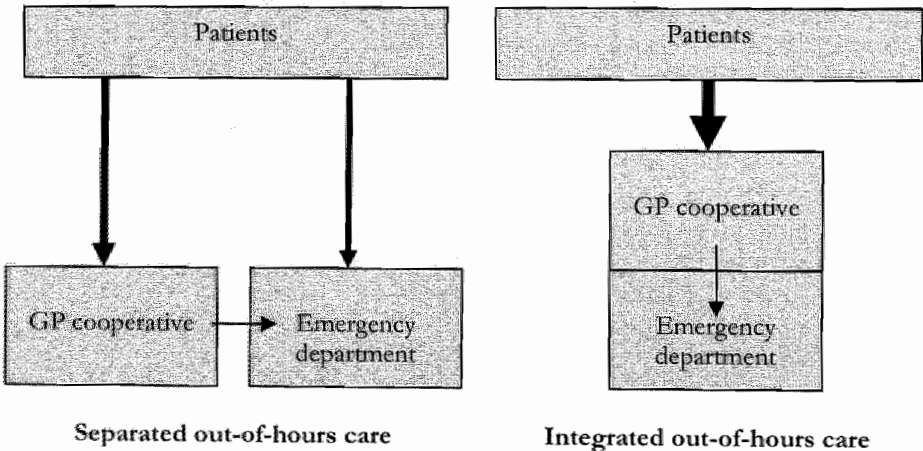 Patients
GP cooperative
Emergency
department
Separated out-of-hours care
Patients
GP cooperative
Emergency
department
Integrated out-of-hours care